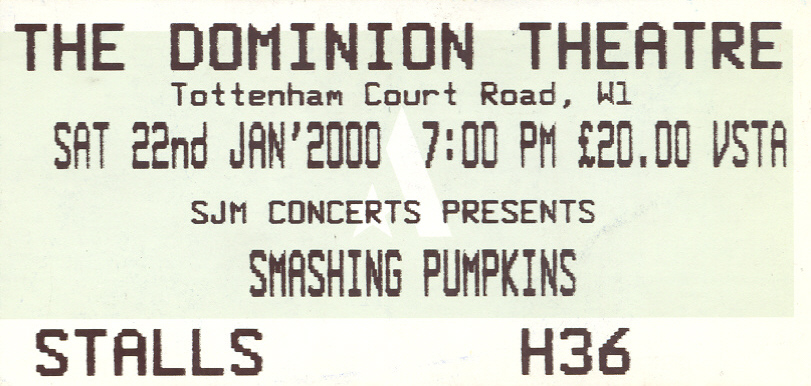 THE DOMINION THEATRE
Tottenham Court Road, W1
SAT 22nd JAN'2000 7:00 PM £20.00 VSTA
SJM CONCERTS PRESENTS
SMASHING PUMPKINS
STALLS H36